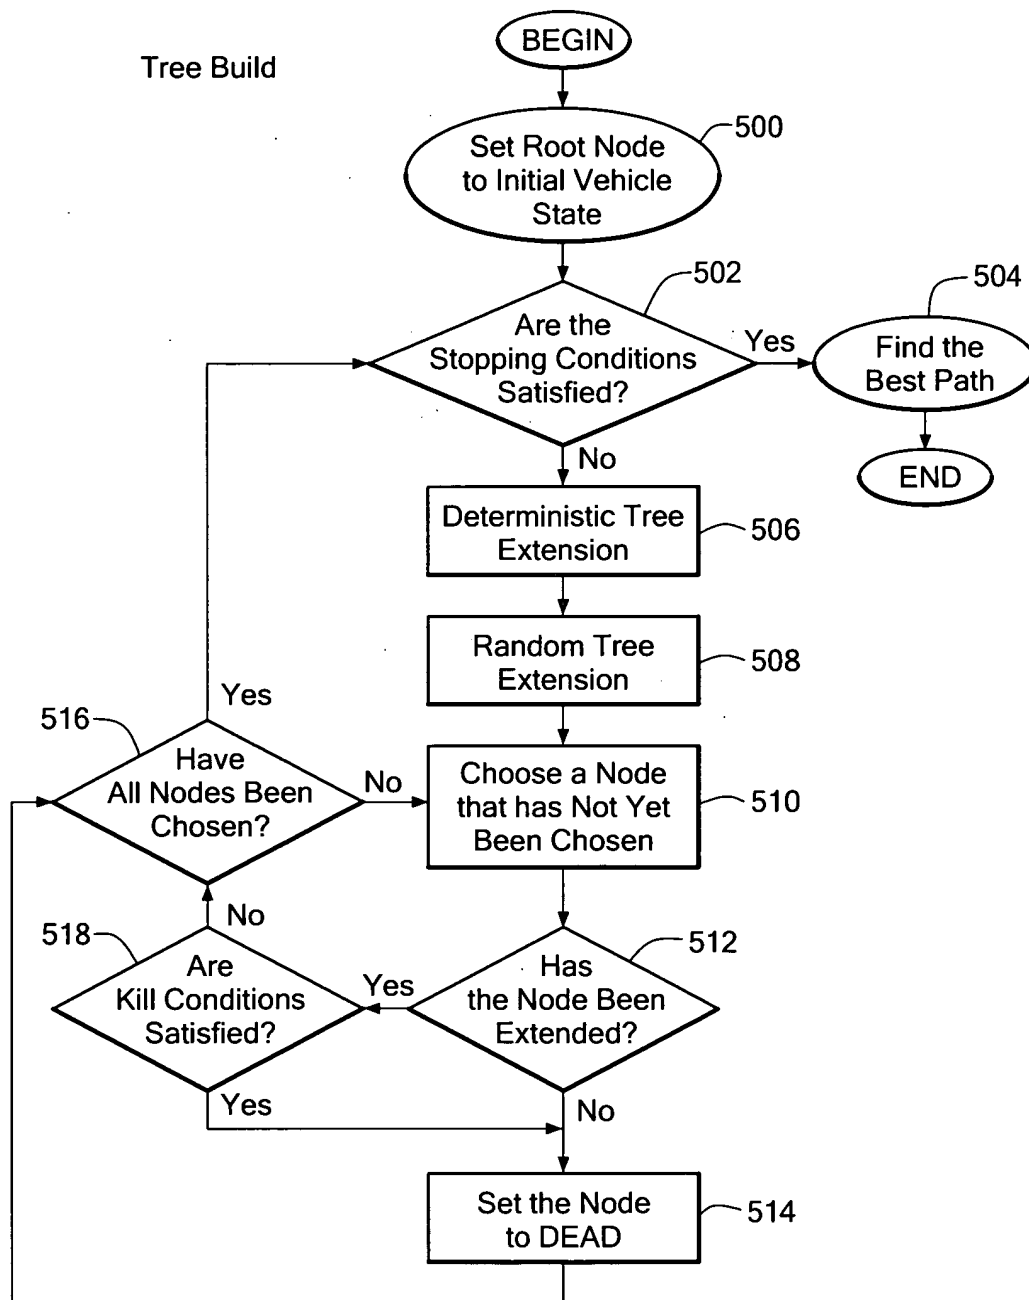 BEGIN
Tree Build
500
Set Root Node
to Initial Vehicle
State
502
504
Are the
Stopping Conditions
Satisfied?
Yes
Find the
Best Path
No
END
Deterministic Tree
Extension
506
Random Tree
Extension
508
Yes
516
Have
All Nodes Been
Chosen?
No
Choose a Node
that has Not Yet
Been Chosen
510
No
518
Are
Kill Conditions
Satisfied?
Yes
512
Has
the Node Been
Extended?
Yes
No
Set the Node
to DEAD
514